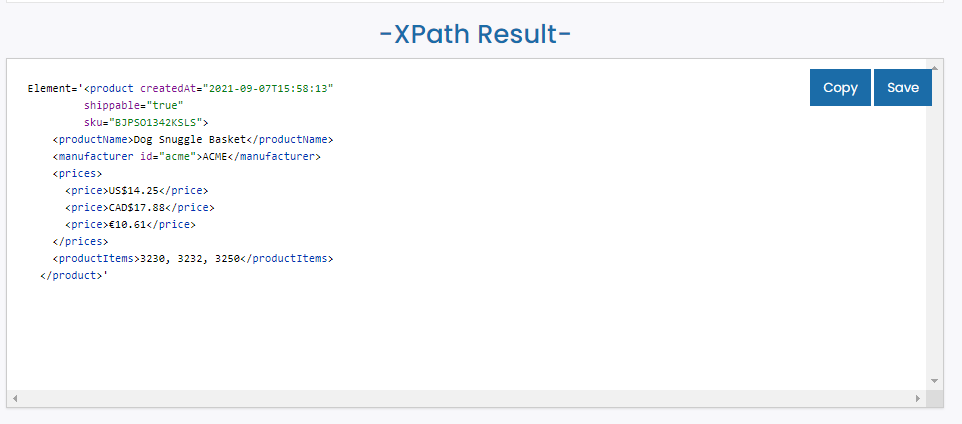 -XPath Result-
Copy
Save
Element='<product createdAt="2021-09-07T15:58:13"
shippable="true"
sku="BJPSO1342KSLS">
<productName>Dog Snuggle Basket</productName>
<manufacturer id="acme">ACME</manufacturer>
<prices>
<price>US$14.25</price>
<price>CAD$17.88</price>
<price>€10.61</price>
</prices>
<productItems>3230, 3232, 3250</productItems>
</product>'